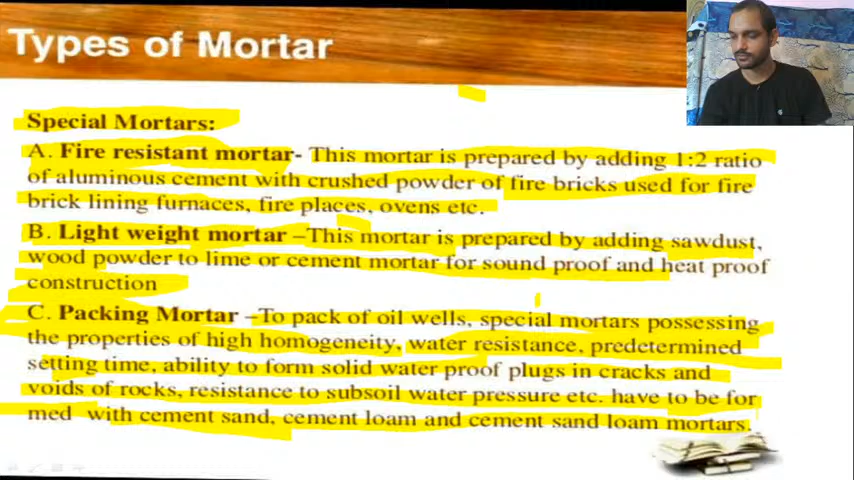 Types of Mortar
Special Mortars:
A. Fire resistant mortar- This mortar is prepared by adding 1:2 ratio
of aluminous cement with crushed powder of fire bricks used for fire
brick lining furnaces, fire places, ovens etc.
B. Light weight mortar –This mortar is prepared by adding sawdust,
wood powder to lime or cement mortar for sound proof and heat proof
construction
C. Packing Mortar –To pack of oil wells, special mortars possessing
the properties of high homogeneity, water resistance, predetermined
setting time, ability to form solid water proof plugs in cracks and
voids of rocks, resistance to subsoil water pressure etc. have to be for
med with cement sand, cement loam and cement sand loam mortars.